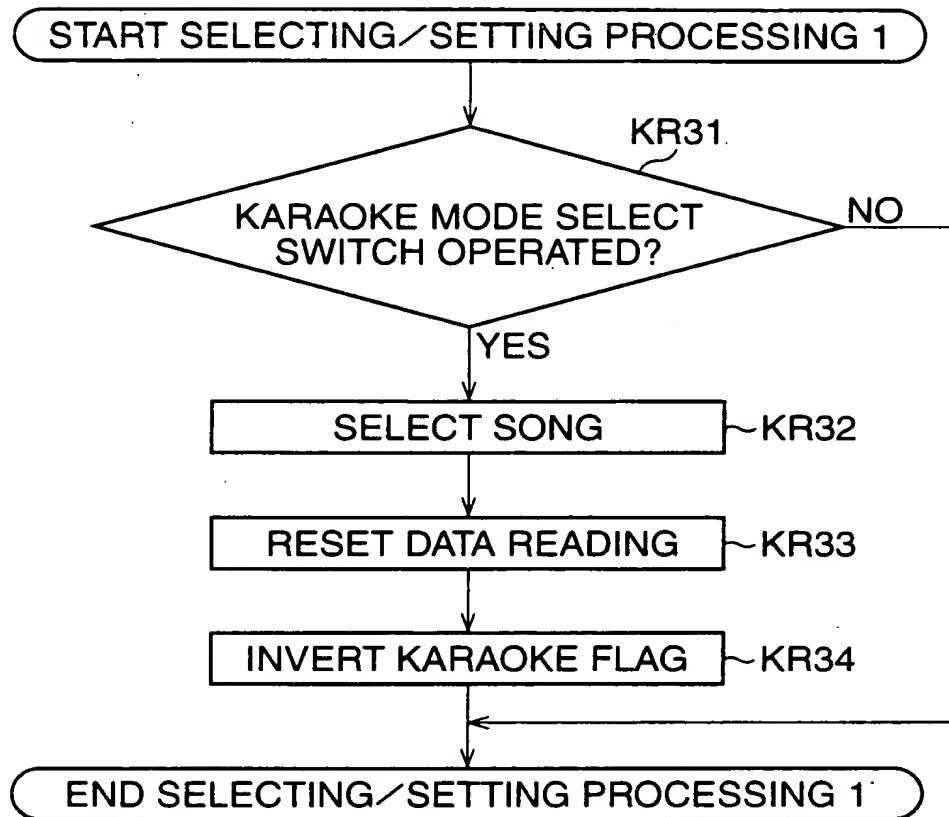 START SELECTING/SETTING PROCESSING 1
KR31
KARAOKE MODE SELECT
SWITCH OPERATED?
NO
YES
SELECT SONG
KR32
RESET DATA READING
KR33
INVERT KARAOKE FLAG
KR34
END SELECTING/SETTING PROCESSING 1